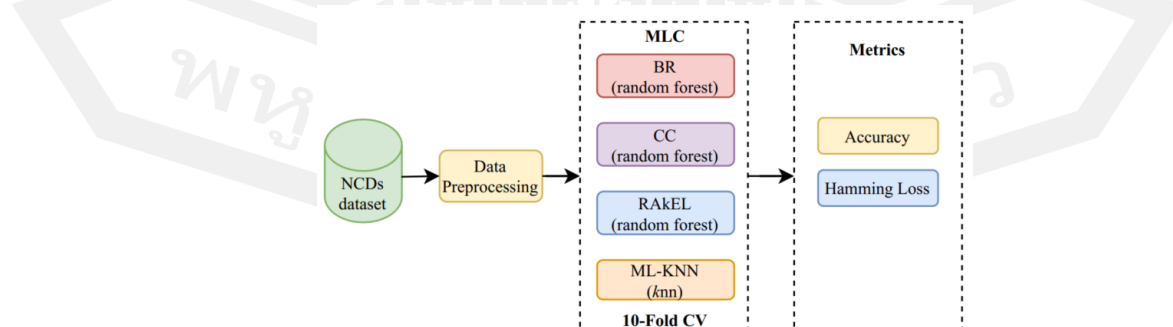 MLC
Metrics
BR
(random forest)
CC
(random forest)
Accuracy
NCDs
dataset
Data
Preprocessing
Hamming Loss
RAkEL
(random forest)
ML-KNN
(knn)
10-Fold CV